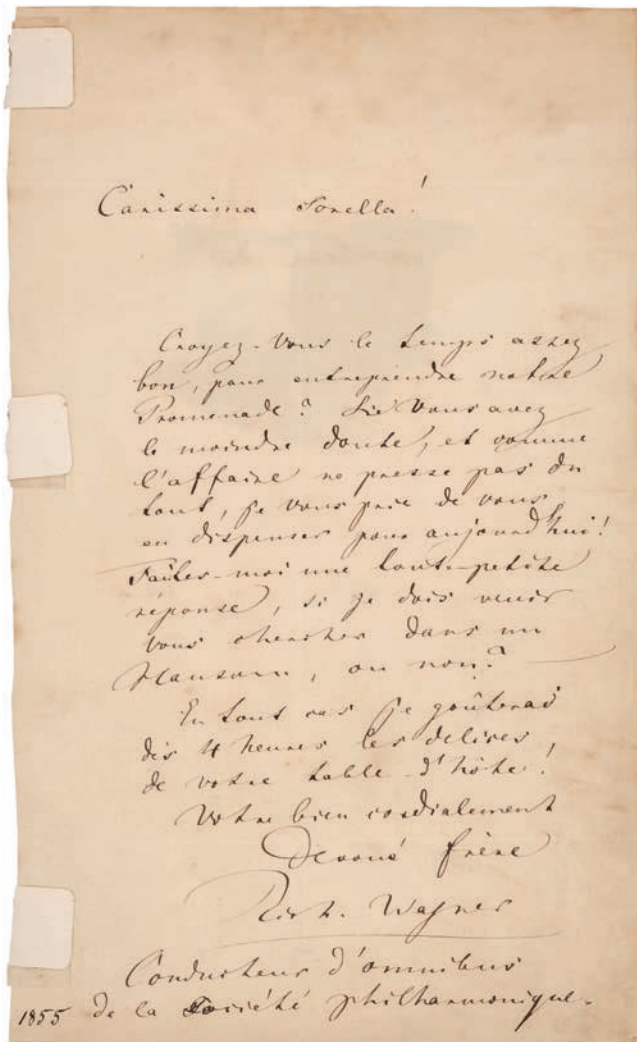 Carissima Sorella!
Croyez-Vous le temps assez
bon, pour entreprendre notre
Promenade? Si Vous avez
le moindre doute, et comme
l'affaire ne presse pas du
tout, je vous prie de vous
en dispenser pour aujourd'hui!
Faites-moi une toute-petite
réponse, si je dois venir
vous chercher dans un
Hansom, ou non?
En tout cas je goûterai
dès 4 heures les delices
de votre table d'hôte!
Votre bien cordialement
devoué frère
Rich. Wagner
Conducteur d'omnibus
1855 de la Société philharmonique.